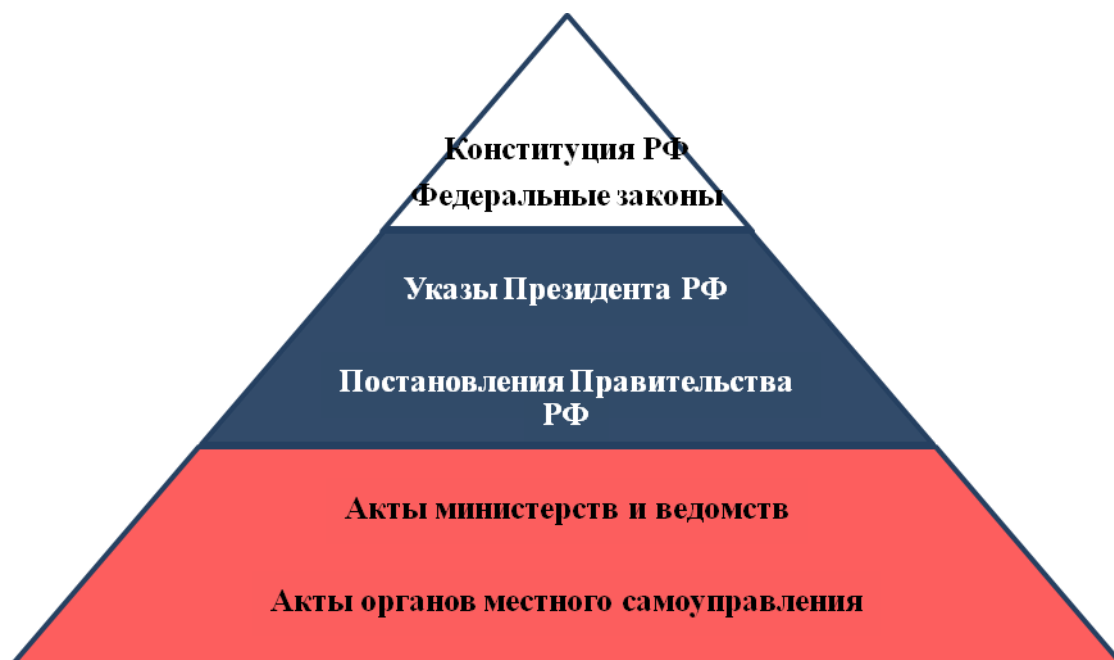 Конституция РФ
Федеральные законы
Указы Президента РФ
Постановления Правительства
РФ
Акты министерств и ведомств
Акты органов местного самоуправления